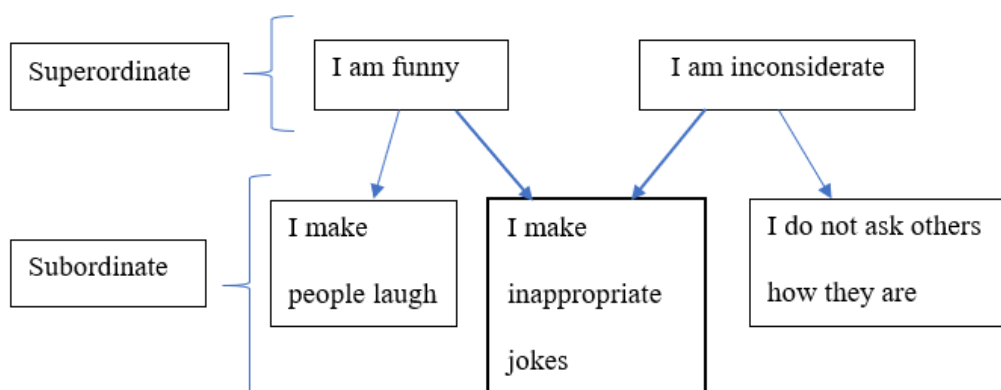 Superordinate
I am funny
I am inconsiderate
Subordinate
I make
people laugh
I make
inappropriate
jokes
I do not ask others
how they are